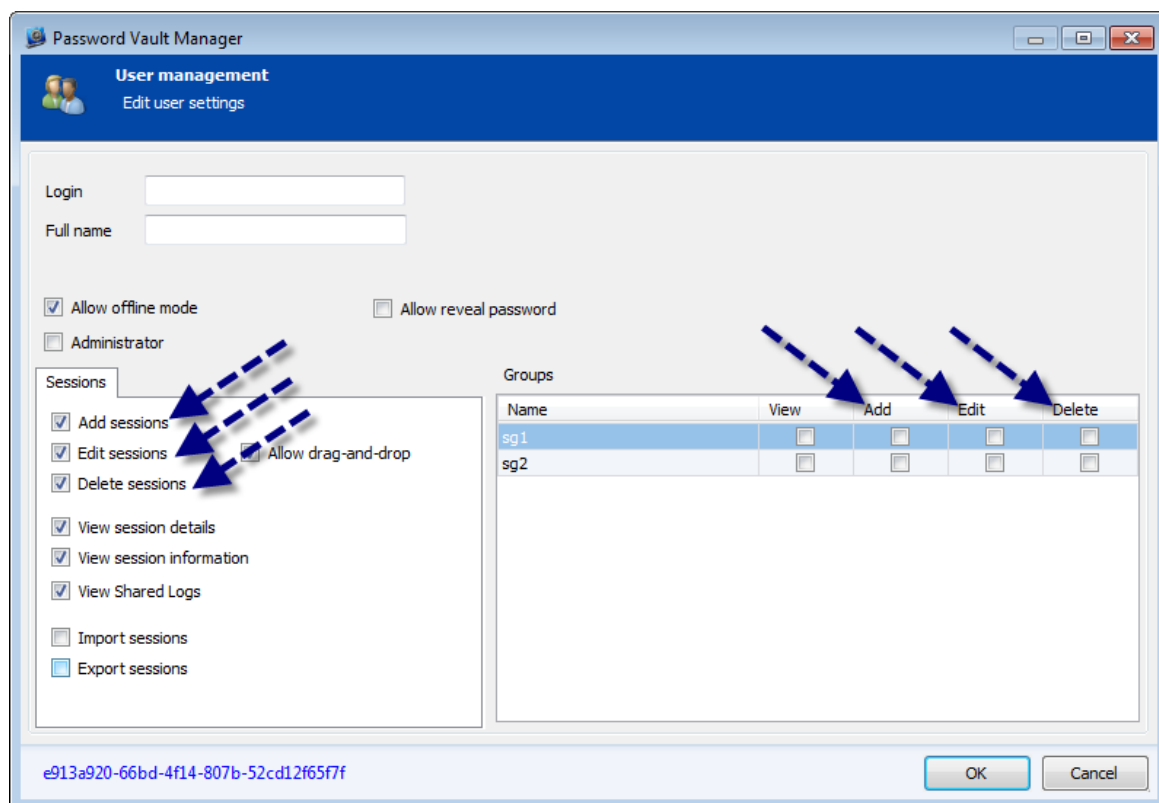 Password Vault Manager
User management
Edit user settings
Login
Full name
Allow offline mode
Allow reveal password
Administrator
Sessions
Add sessions
Edit sessions
Allow drag-and-drop
Delete sessions
View session details
View session information
View Shared Logs
Import sessions
Export sessions
Groups
Name View Add Edit Delete
sg1
sg2
e913a920-66bd-4f14-807b-52cd12f65f7f
OK Cancel